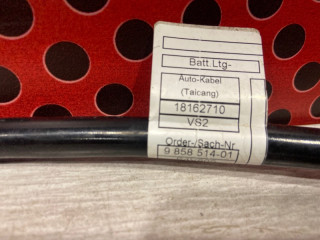 Batt.Ltg-
Auto-Kabel
(Taicang)
18162710
VS2
Order-/Sach-Nr
9 858 514-01